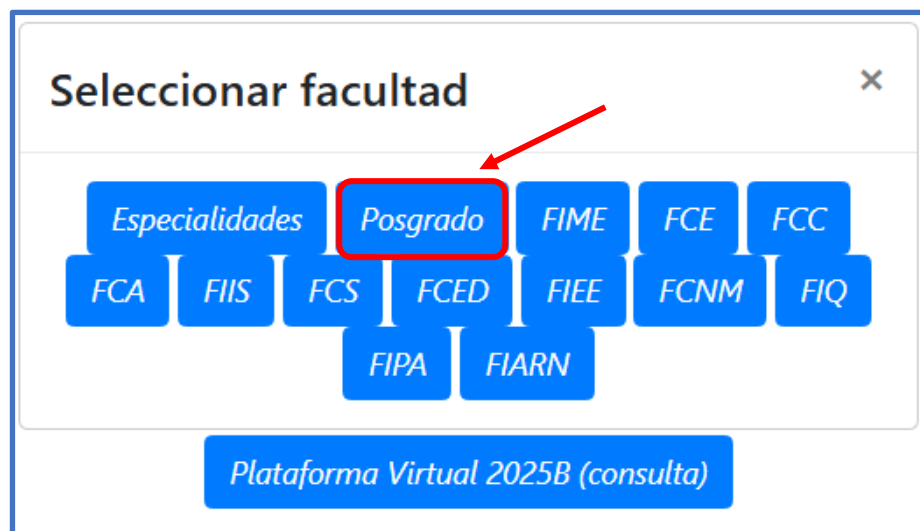 Seleccionar facultad ×
Especialidades Posgrado FIME FCE FCC
FCA FIIS FCS FCED FIEE FCNM FIQ
FIPA FIARN
Plataforma Virtual 2025B (consulta)